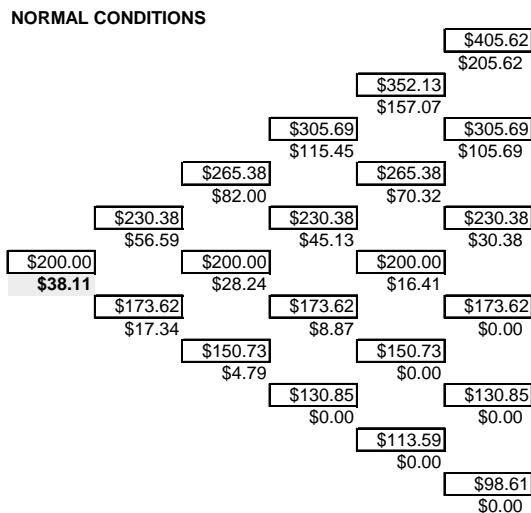 NORMAL CONDITIONS
$405.62
$205.62
$352.13
$157.07
$305.69 $305.69
$115.45 $105.69
$265.38 $265.38
$82.00 $70.32
$230.38 $230.38 $230.38
$56.59 $45.13 $30.38
$200.00 $200.00 $200.00
$38.11 $28.24 $16.41
$173.62 $173.62 $173.62
$17.34 $8.87 $0.00
$150.73 $150.73
$4.79 $0.00
$130.85 $130.85
$0.00 $0.00
$113.59
$0.00
$98.61
$0.00